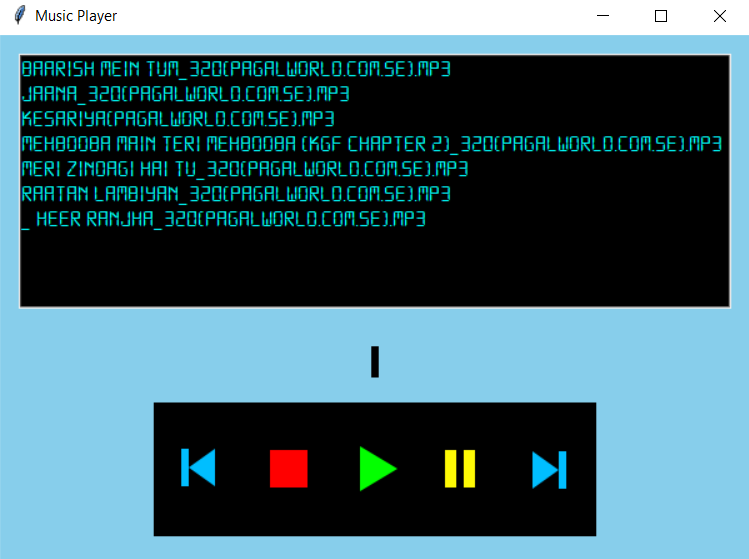 Music Player
BAARISH MEIN TUM_320(PAGALWORLD.COM.SE).MP3
JAANA_320(PAGALWORLD.COM.SE).MP3
KESARIYA(PAGALWORLD.COM.SE).MP3
MEHBOOBA MAIN TERI MEHBOOBA (KGF CHAPTER 2)_320(PAGALWORLD.COM.SE).MP3
MERI ZINDAGI HAI TU_320(PAGALWORLD.COM.SE).MP3
RAATAN LAMBIYAN_320(PAGALWORLD.COM.SE).MP3
_ HEER RANJHA_320(PAGALWORLD.COM.SE).MP3